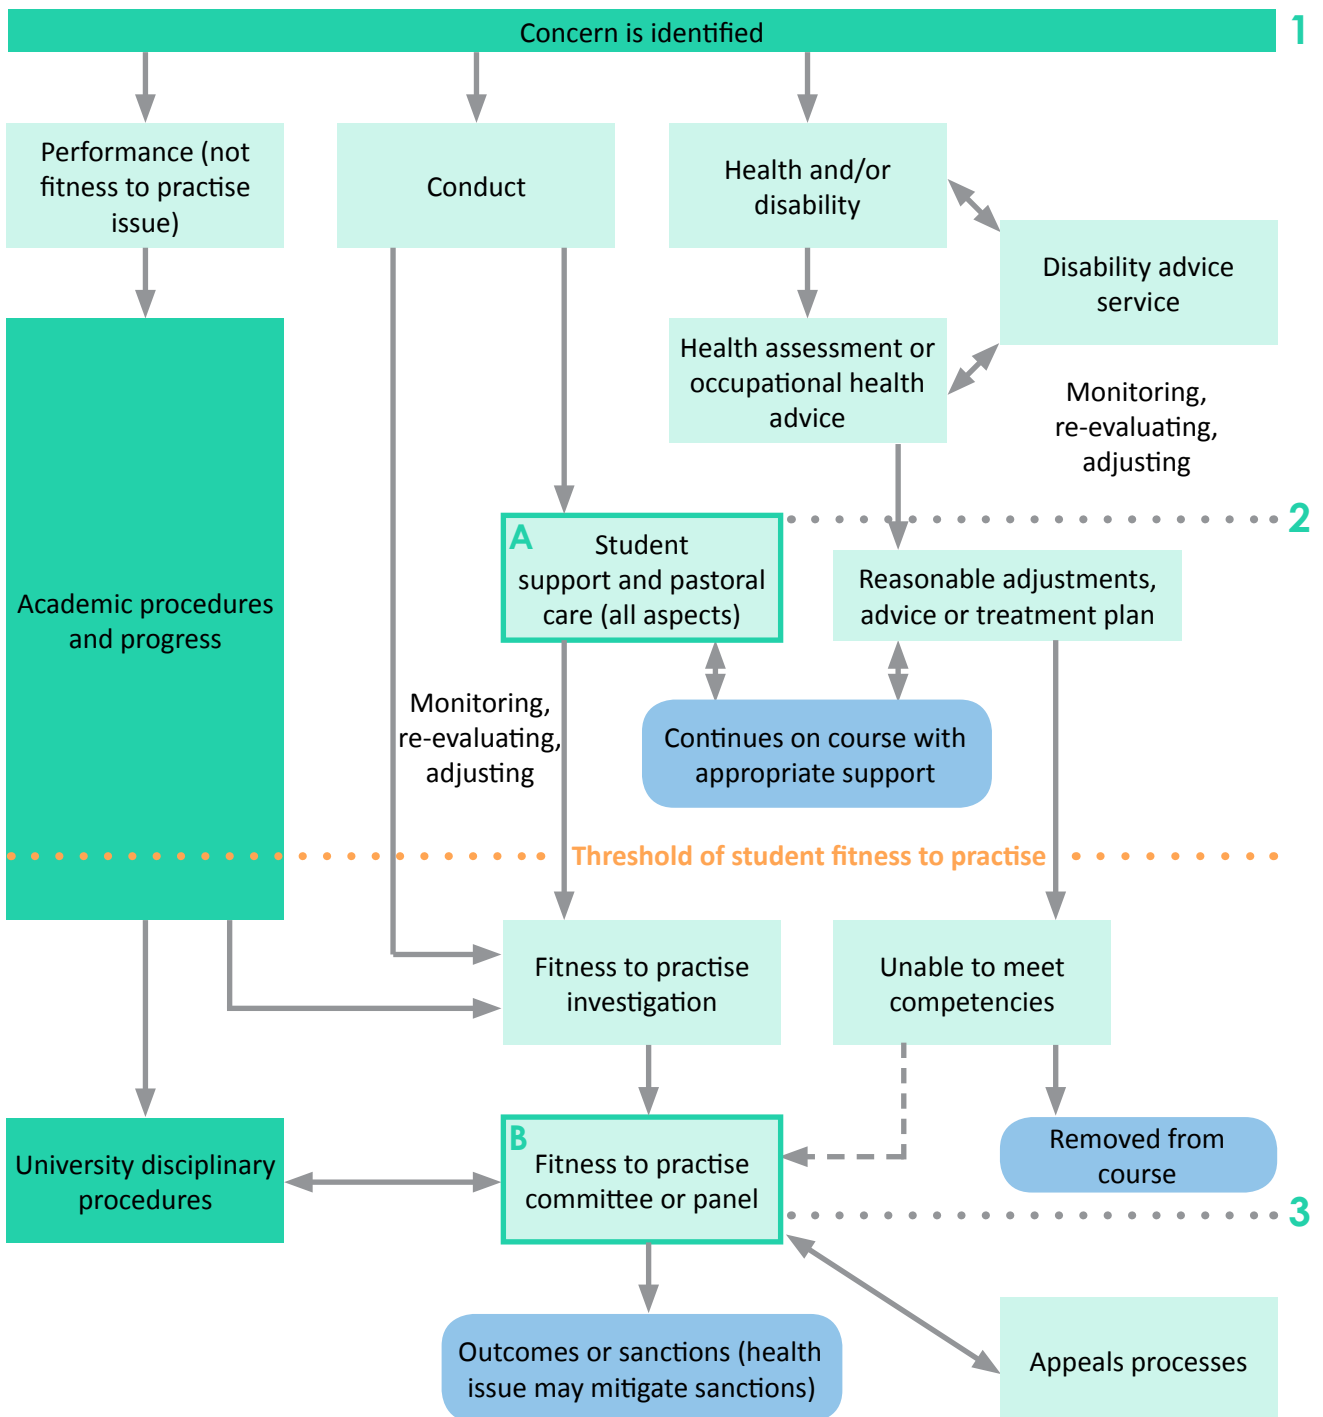 Concern is identified
1
Performance (not
fitness to practise
issue)
Conduct
Health and/or
disability
Disability advice
service
Health assessment or
occupational health
advice
Monitoring,
re-evaluating,
adjusting
2
A
Student
support and pastoral
care (all aspects)
Reasonable adjustments,
advice or treatment plan
Academic procedures
and progress
Monitoring,
re-evaluating,
adjusting
Continues on course with
appropriate support
Threshold of student fitness to practise
Fitness to practise
investigation
Unable to meet
competencies
University disciplinary
procedures
B
Fitness to practise
committee or panel
Removed from
course
3
Outcomes or sanctions (health
issue may mitigate sanctions)
Appeals processes